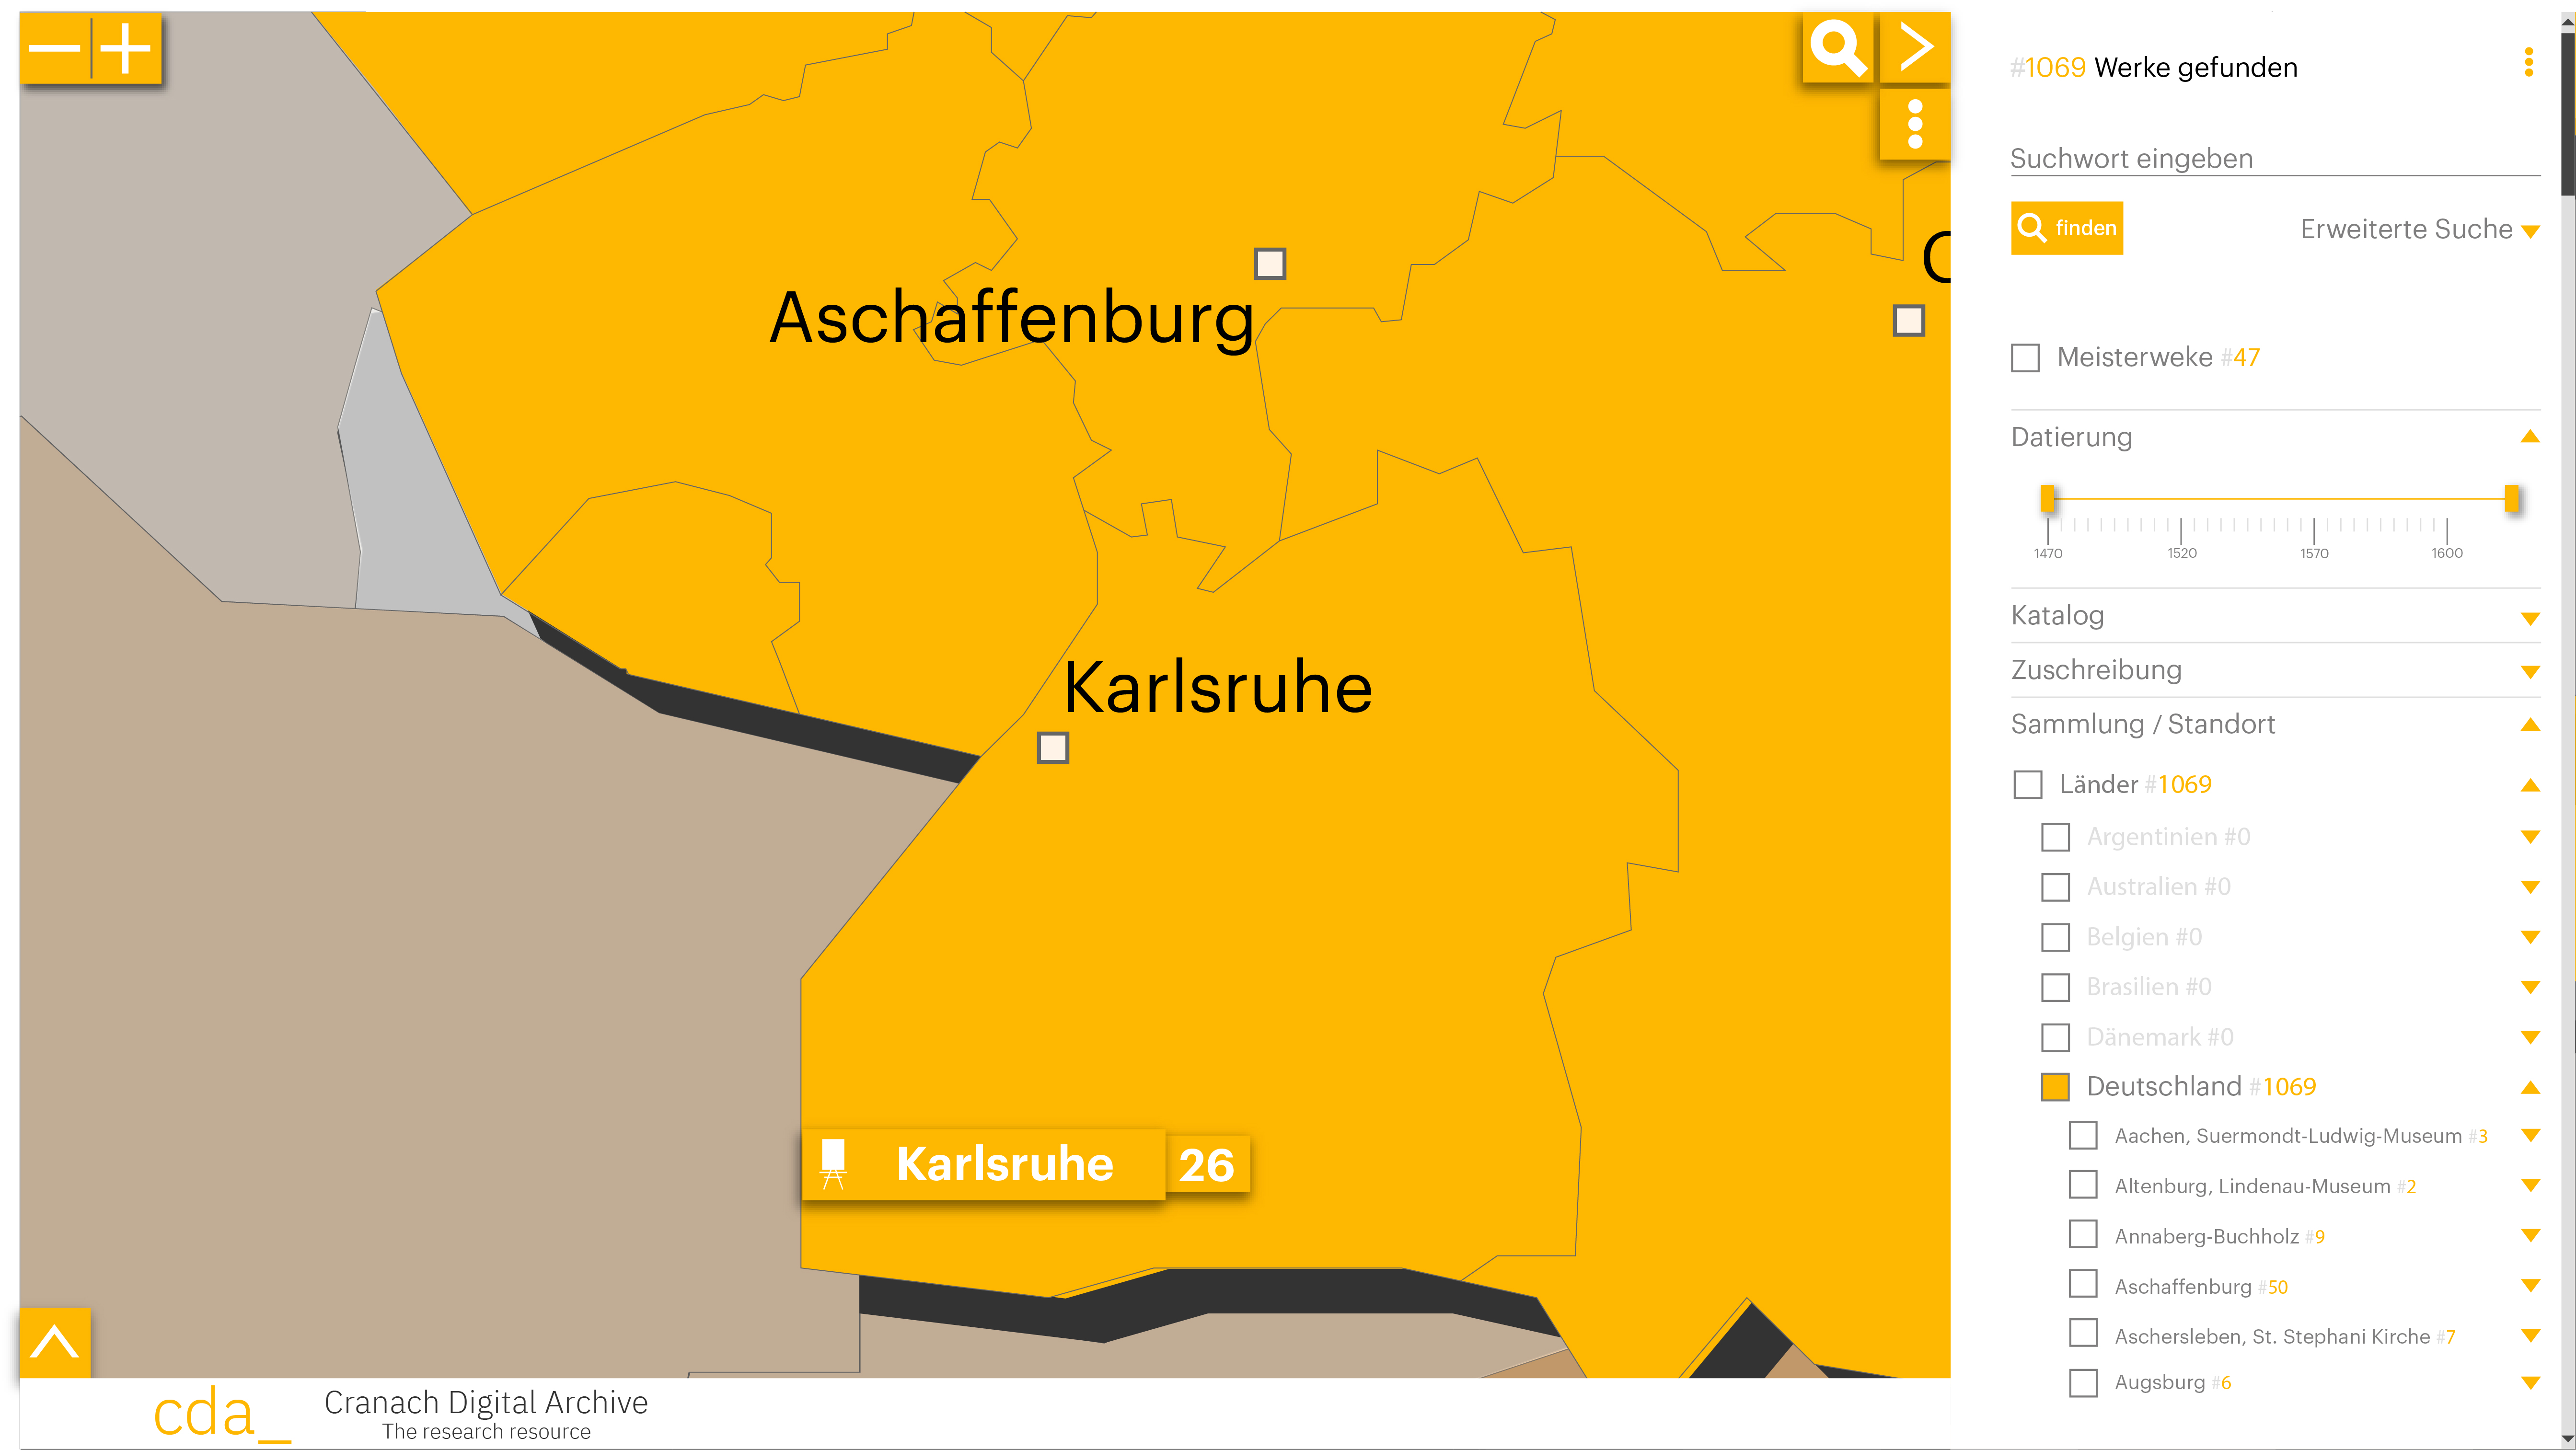 Aschaffenburg
Karlsruhe
Karlsruhe 26
cda_
Cranach Digital Archive
The research resource
#1069 Werke gefunden
Suchwort eingeben
finden
Erweiterte Suche
Meisterweke #47
Datierung
1470 1520 1570 1600
Katalog
Zuschreibung
Sammlung / Standort
Länder #1069
Argentinien #0
Australien #0
Belgien #0
Brasilien #0
Dänemark #0
Deutschland #1069
Aachen, Suermondt-Ludwig-Museum #3
Altenburg, Lindenau-Museum #2
Annaberg-Buchholz #9
Aschaffenburg #50
Aschersleben, St. Stephani Kirche #7
Augsburg #6